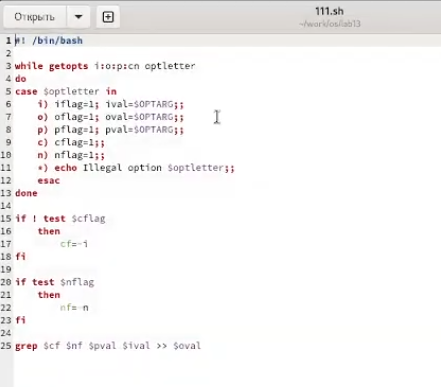 Открыть
111.sh
~/work/os/lab13
1 #! /bin/bash
2
3 while getopts i:o:p:cn optletter
4 do
5 case $optletter in
6     i) iflag=1; ival=$OPTARG;;
7     o) oflag=1; oval=$OPTARG;;
8     p) pflag=1; pval=$OPTARG;;
9     c) cflag=1;;
10     n) nflag=1;;
11     *) echo Illegal option $optletter;;
12     esac
13 done
14
15 if ! test $cflag
16     then
17         cf=-i
18 fi
19
20 if test $nflag
21     then
22         nf=-n
23 fi
24
25 grep $cf $nf $pval $ival >> $oval